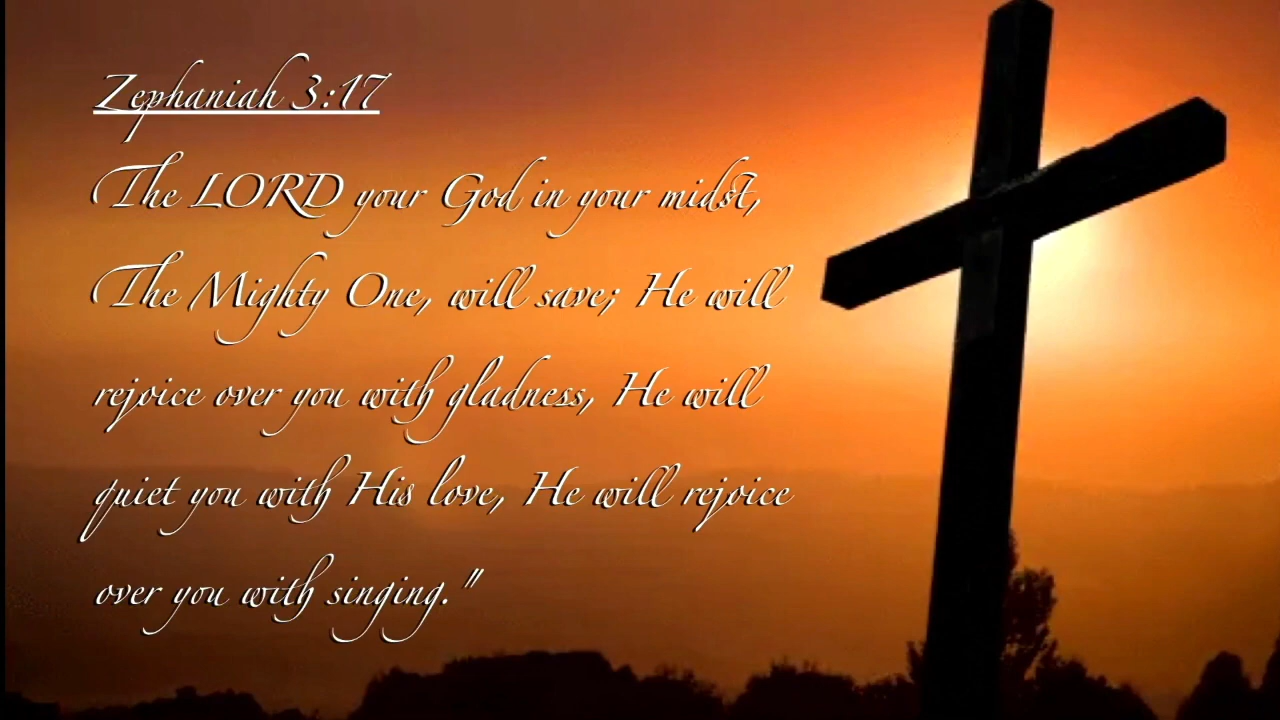 Zephaniah 3:17
The LORD your God in your midst,
The Mighty One, will save; He will
rejoice over you with gladness, He will
quiet you with His love, He will rejoice
over you with singing."